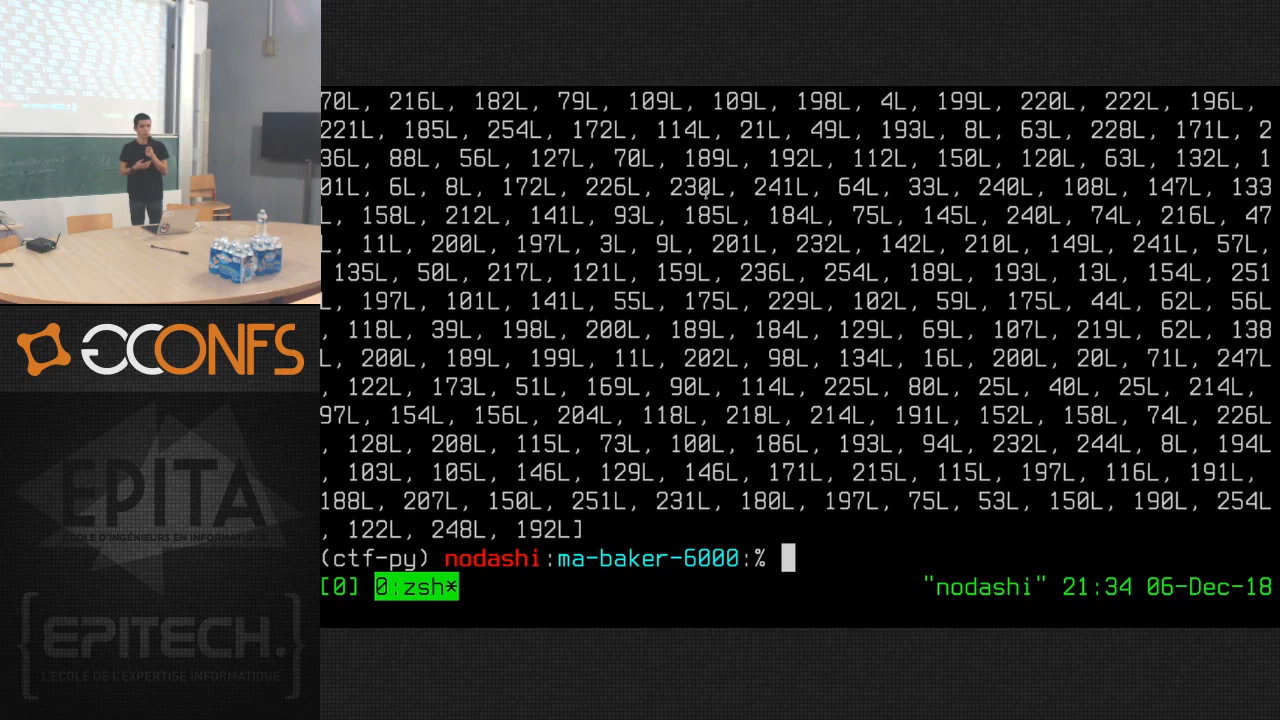 70L, 216L, 182L, 79L, 109L, 109L, 198L, 4L, 199L, 220L, 222L, 196L,
221L, 185L, 254L, 172L, 114L, 21L, 49L, 193L, 8L, 63L, 228L, 171L, 2
36L, 88L, 56L, 127L, 70L, 189L, 192L, 112L, 150L, 120L, 63L, 132L, 1
01L, 6L, 8L, 172L, 226L, 230L, 241L, 64L, 33L, 240L, 108L, 147L, 133
L, 158L, 212L, 141L, 93L, 185L, 184L, 75L, 145L, 240L, 74L, 216L, 47
L, 11L, 200L, 197L, 3L, 9L, 201L, 232L, 142L, 210L, 149L, 241L, 57L,
135L, 50L, 217L, 121L, 159L, 236L, 254L, 189L, 193L, 13L, 154L, 251
L, 197L, 101L, 141L, 55L, 175L, 229L, 102L, 59L, 175L, 44L, 62L, 56L
, 118L, 39L, 198L, 200L, 189L, 184L, 129L, 69L, 107L, 219L, 62L, 138
L, 200L, 189L, 199L, 11L, 202L, 98L, 134L, 16L, 200L, 20L, 71L, 247L
, 122L, 173L, 51L, 169L, 90L, 114L, 225L, 80L, 25L, 40L, 25L, 214L,
97L, 154L, 156L, 204L, 118L, 218L, 214L, 191L, 152L, 158L, 74L, 226L
, 128L, 208L, 115L, 73L, 100L, 186L, 193L, 94L, 232L, 244L, 8L, 194L
, 103L, 105L, 146L, 129L, 146L, 171L, 215L, 115L, 197L, 116L, 191L,
188L, 207L, 150L, 251L, 231L, 180L, 197L, 75L, 53L, 150L, 190L, 254L
, 122L, 248L, 192L]
(ctf-py) nodashi:ma-baker-6000:%
[0] 0:zsh* "nodashi" 21:34 06-Dec-18
GCONFS
EPITA
ÉCOLE D'INGÉNIEURS EN INFORMATIQUE
{EPITECH.}
L'ÉCOLE DE L'EXPERTISE INFORMATIQUE